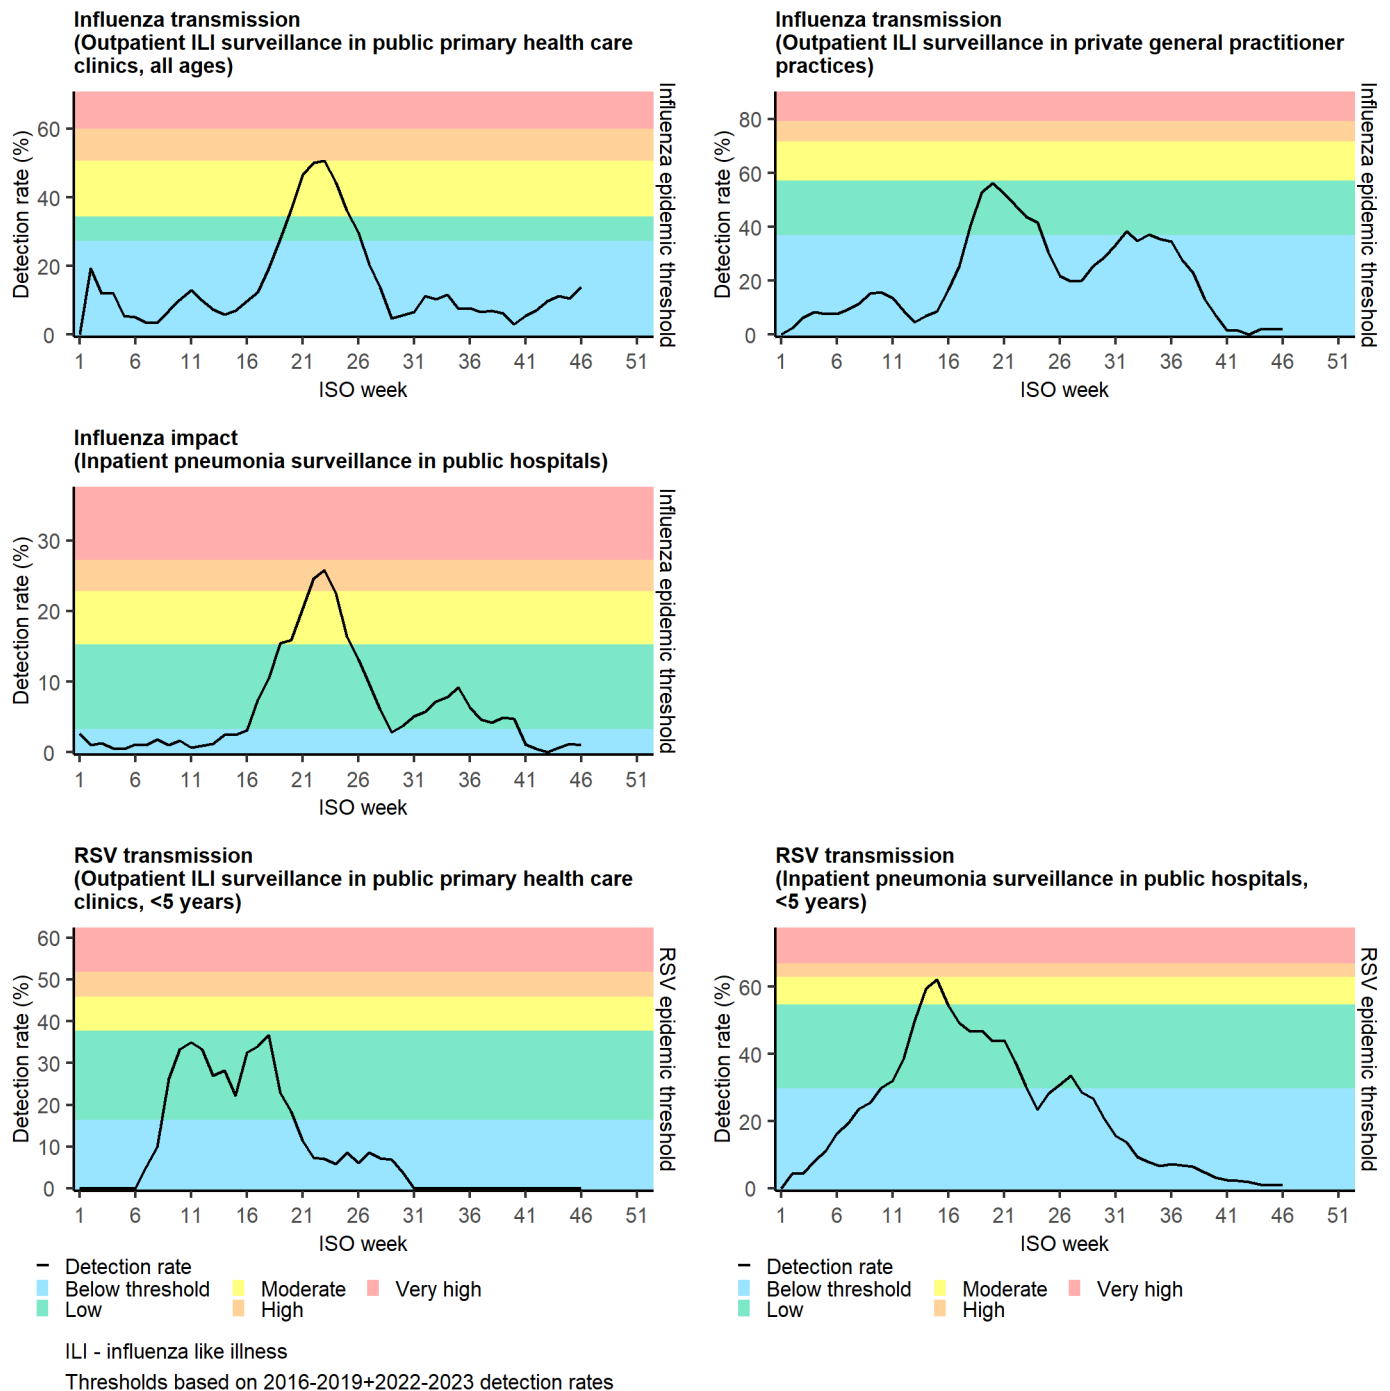 Influenza transmission
(Outpatient ILI surveillance in public primary health care
clinics, all ages)
Detection rate (%)
60
40
20
0
1 6 11 16 21 26 31 36 41 46 51
ISO week
Influenza epidemic threshold
Influenza transmission
(Outpatient ILI surveillance in private general practitioner
practices)
Detection rate (%)
80
60
40
20
0
1 6 11 16 21 26 31 36 41 46 51
ISO week
Influenza epidemic threshold
Influenza impact
(Inpatient pneumonia surveillance in public hospitals)
Detection rate (%)
30
20
10
0
1 6 11 16 21 26 31 36 41 46 51
ISO week
Influenza epidemic threshold
RSV transmission
(Outpatient ILI surveillance in public primary health care
clinics, <5 years)
Detection rate (%)
60
50
40
30
20
10
0
1 6 11 16 21 26 31 36 41 46 51
ISO week
RSV epidemic threshold
RSV transmission
(Inpatient pneumonia surveillance in public hospitals,
<5 years)
Detection rate (%)
60
40
20
0
1 6 11 16 21 26 31 36 41 46 51
ISO week
RSV epidemic threshold
Detection rate
Below threshold Moderate Very high
Low High
Detection rate
Below threshold Moderate Very high
Low High
ILI - influenza like illness
Thresholds based on 2016-2019+2022-2023 detection rates